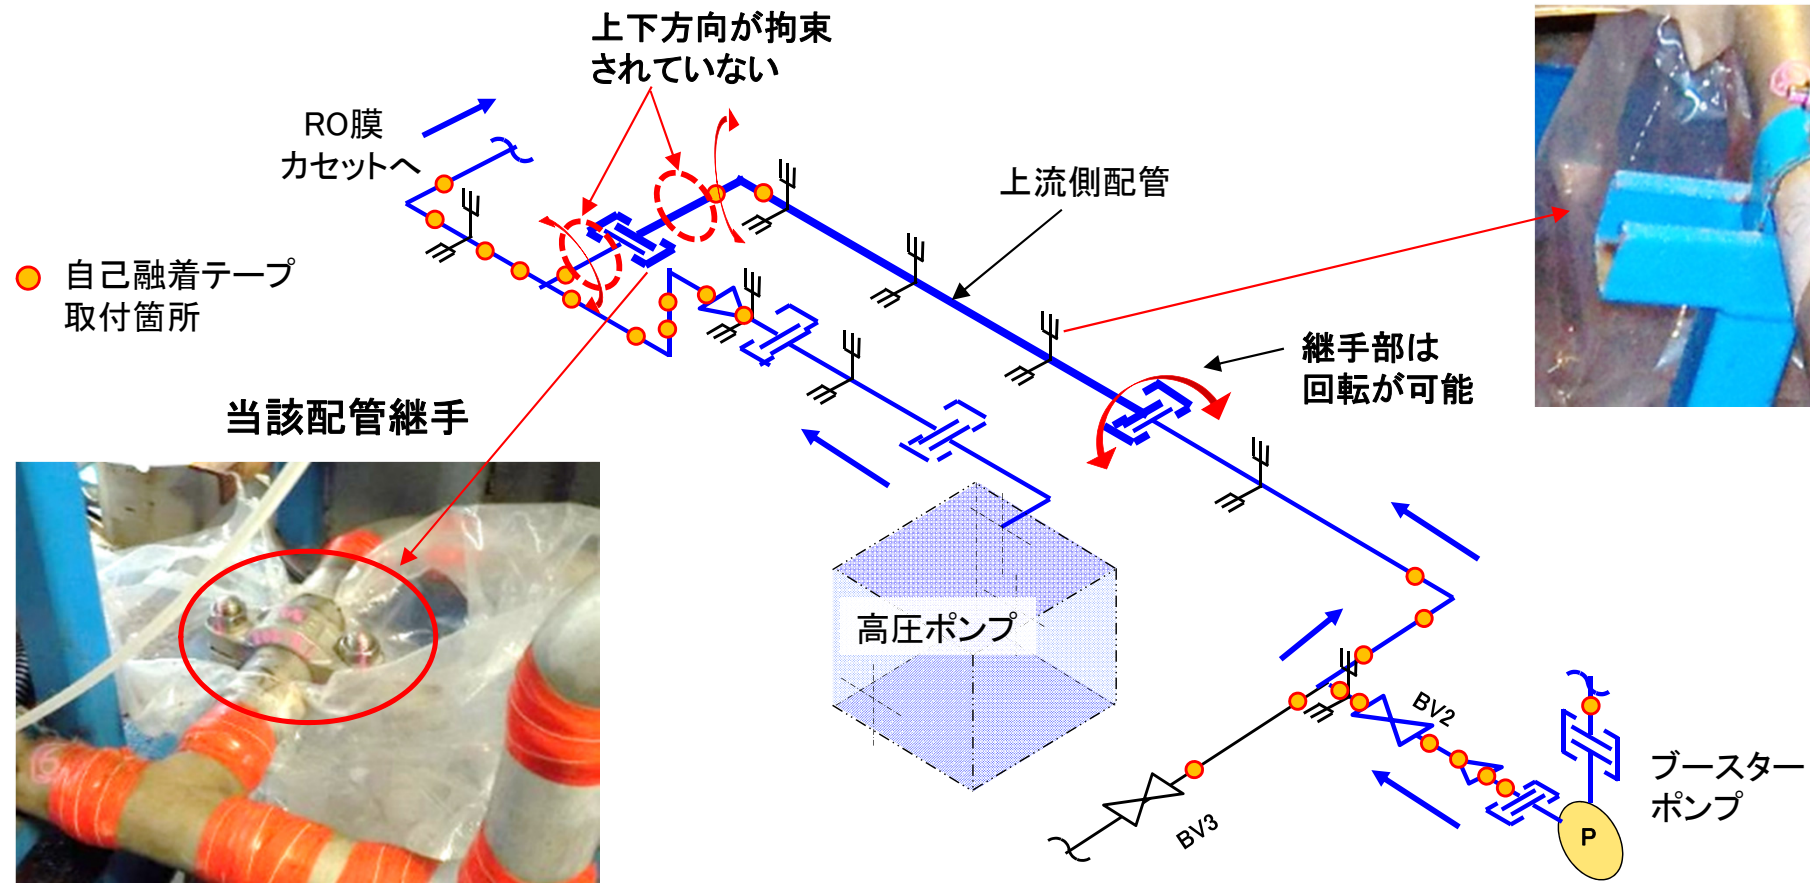 上下方向が拘束
されていない
RO膜
カセットへ
上流側配管
自己融着テープ
取付箇所
継手部は
回転が可能
当該配管継手
高圧ポンプ
BV2
BV3
ブースター
ポンプ
P